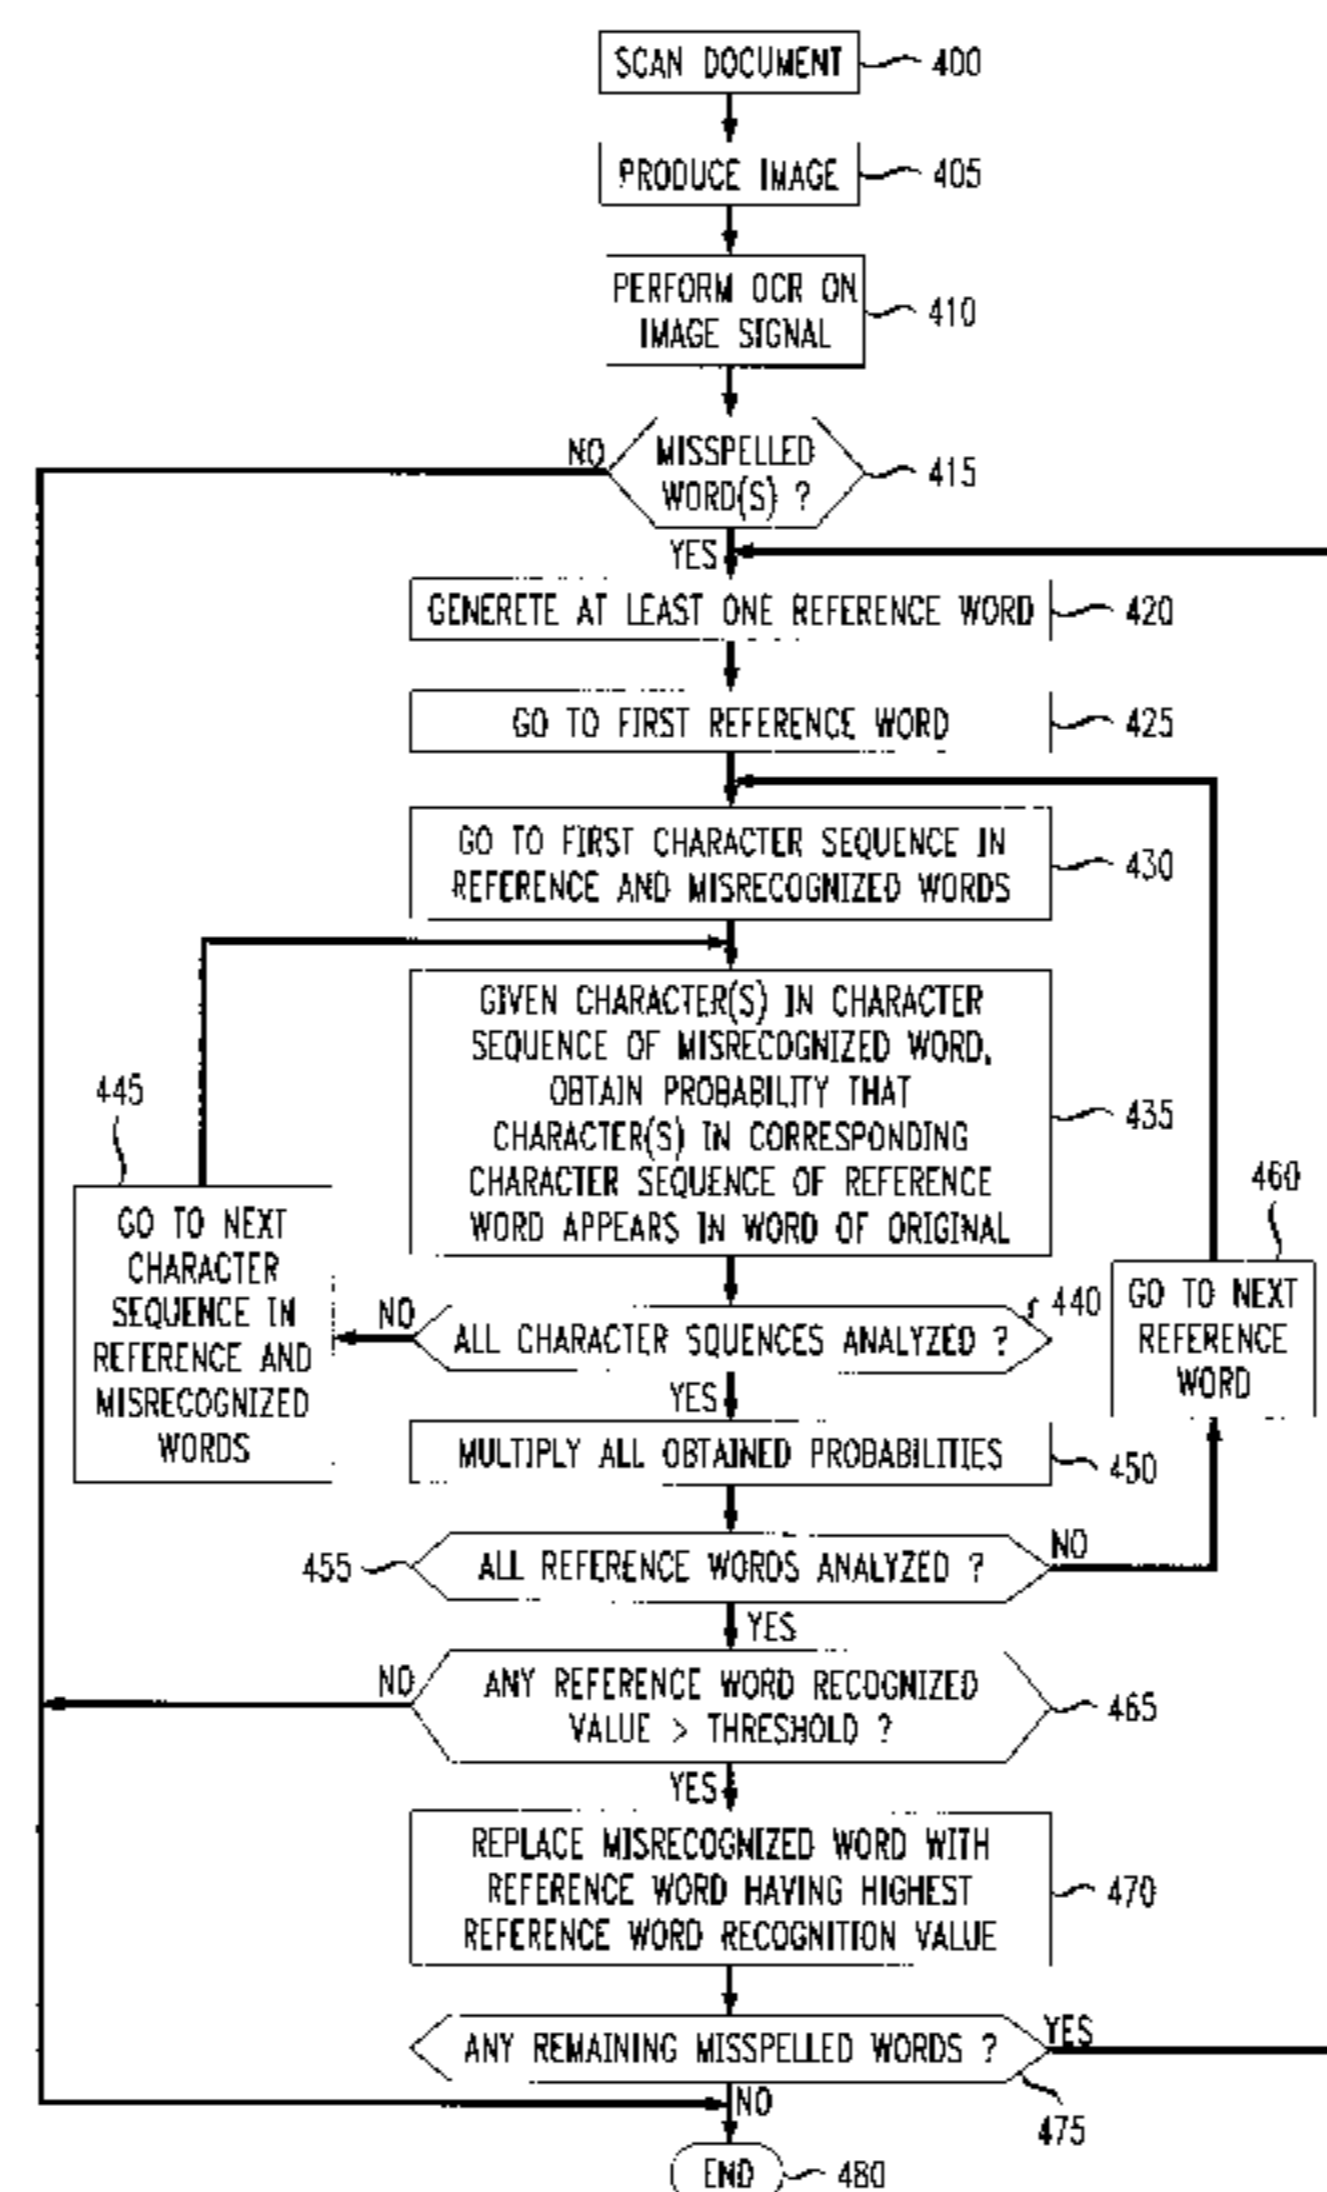 SCAN DOCUMENT
400
PRODUCE IMAGE
405
PERFORM OCR ON
IMAGE SIGNAL
410
NO
MISSPELLED
WORD(S) ?
415
YES
GENERETE AT LEAST ONE REFERENCE WORD
420
GO TO FIRST REFERENCE WORD
425
GO TO FIRST CHARACTER SEQUENCE IN
REFERENCE AND MISRECOGNIZED WORDS
430
GIVEN CHARACTER(S) IN CHARACTER
SEQUENCE OF MISRECOGNIZED WORD,
OBTAIN PROBABILITY THAT
CHARACTER(S) IN CORRESPONDING
CHARACTER SEQUENCE OF REFERENCE
WORD APPEARS IN WORD OF ORIGINAL
435
445
GO TO NEXT
CHARACTER
SEQUENCE IN
REFERENCE AND
MISRECOGNIZED
WORDS
NO
ALL CHARACTER SQUENCES ANALYZED ?
440
460
GO TO NEXT
REFERENCE
WORD
YES
MULTIPLY ALL OBTAINED PROBABILITIES
450
455
ALL REFERENCE WORDS ANALYZED ?
NO
YES
NO
ANY REFERENCE WORD RECOGNIZED
VALUE > THRESHOLD ?
465
YES
REPLACE MISRECOGNIZED WORD WITH
REFERENCE WORD HAVING HIGHEST
REFERENCE WORD RECOGNITION VALUE
470
ANY REMAINING MISSPELLED WORDS ?
YES
475
NO
END
480